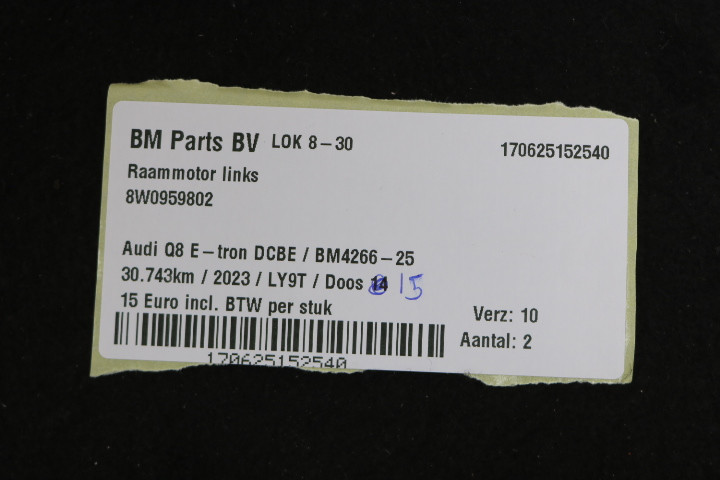 BM Parts BV LOK 8-30 170625152540
Raammotor links
8W0959802
Audi Q8 E-tron DCBE / BM4266-25
30.743km / 2023 / LY9T / Doos 14 15
15 Euro incl. BTW per stuk
Verz: 10
Aantal: 2
170625152540